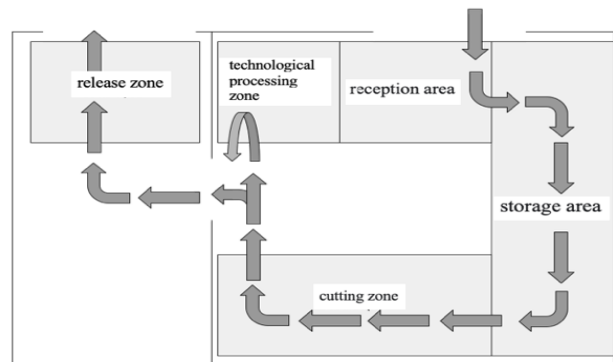 release zone
technological
processing
zone
reception area
storage area
cutting zone